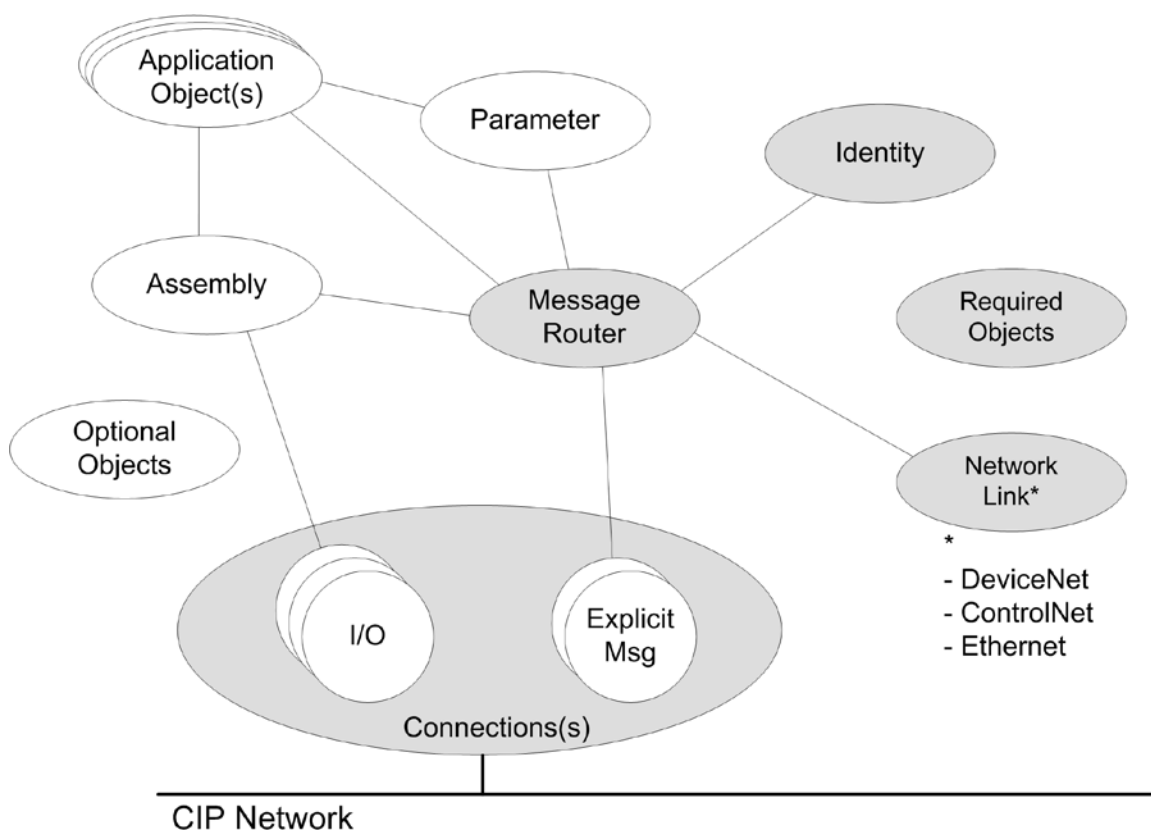 Application
Object(s)
Parameter
Identity
Assembly
Message
Router
Required
Objects
Optional
Objects
Network
Link*
*
- DeviceNet
- ControlNet
- Ethernet
I/O
Explicit
Msg
Connections(s)
CIP Network